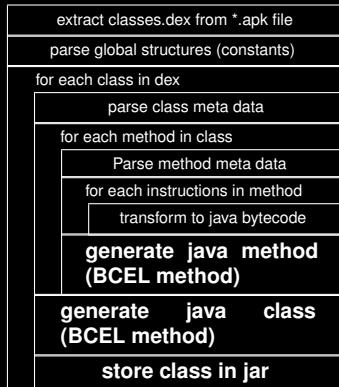 extract classes.dex from *.apk file
parse global structures (constants)
for each class in dex
parse class meta data
for each method in class
Parse method meta data
for each instructions in method
transform to java bytecode
generate java method
(BCEL method)
generate java class
(BCEL method)
store class in jar